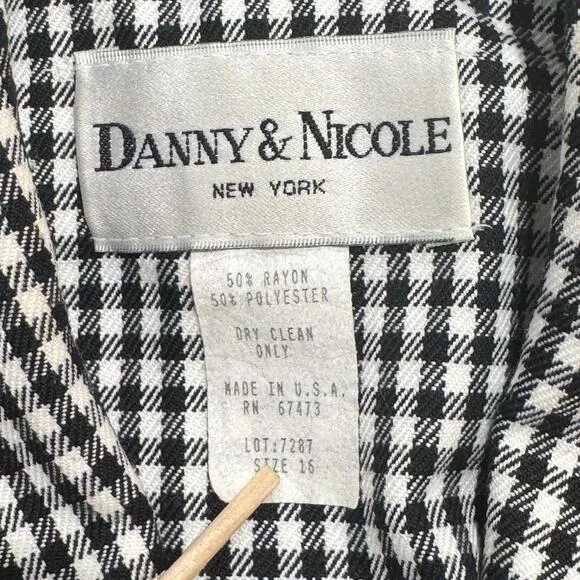 DANNY & NICOLE
NEW YORK
50% RAYON
50% POLYESTER
DRY CLEAN
ONLY
MADE IN U.S.A.
RN 67473
LOT:7287
SIZE 16